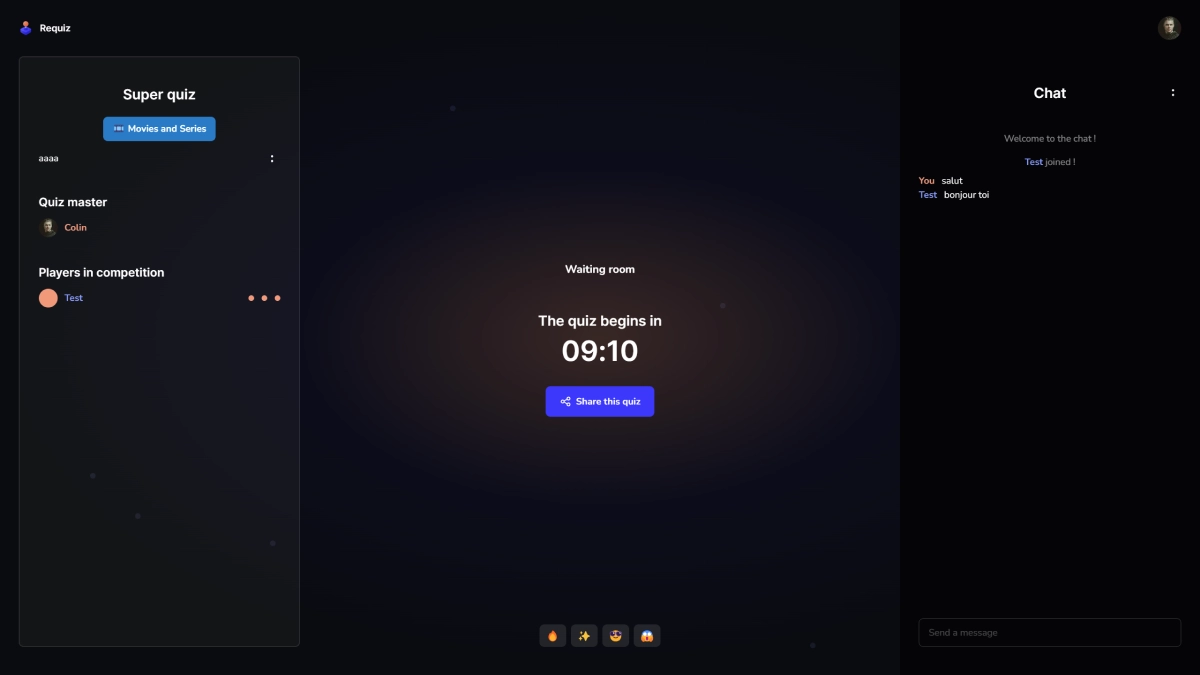 Requiz
Super quiz
Movies and Series
aaaa
Quiz master
Colin
Players in competition
Test
Waiting room
The quiz begins in
09:10
Share this quiz
Chat
Welcome to the chat !
Test joined !
You salut
Test bonjour toi
Send a message